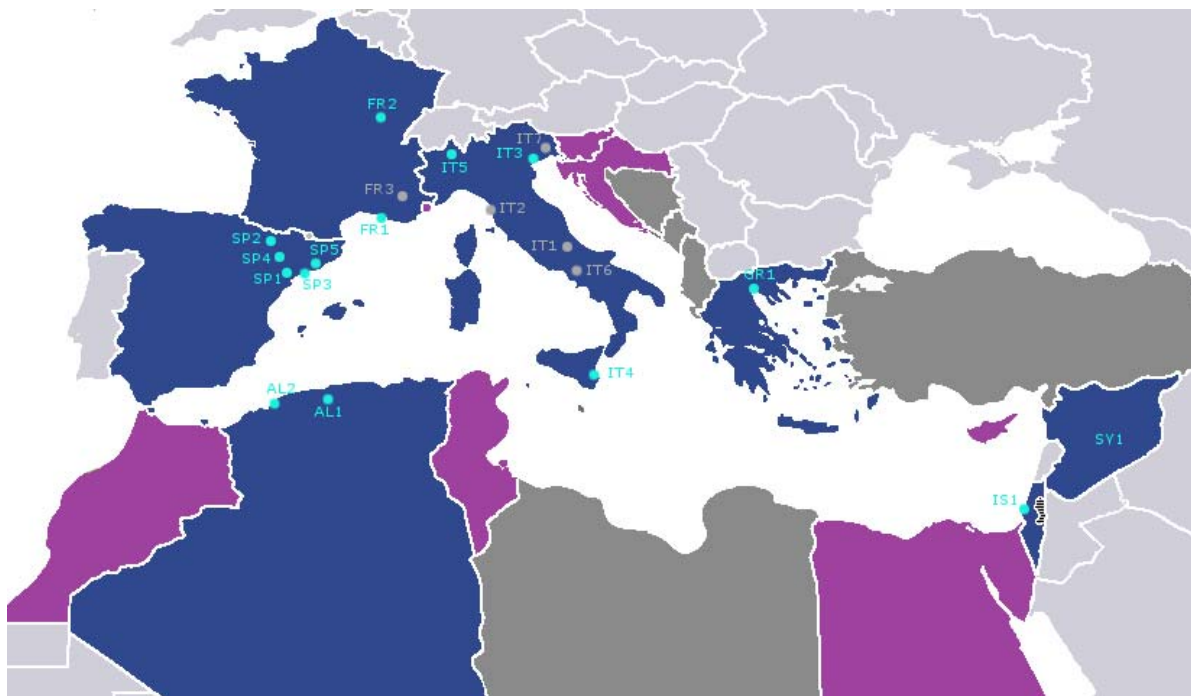 FR2
IT7
IT3
IT5
FR3
IT2
FR1
SP2
SP5
IT1
SP4
SP1
SP3
IT6
GR1
IT4
AL2
AL1
SY1
IS1